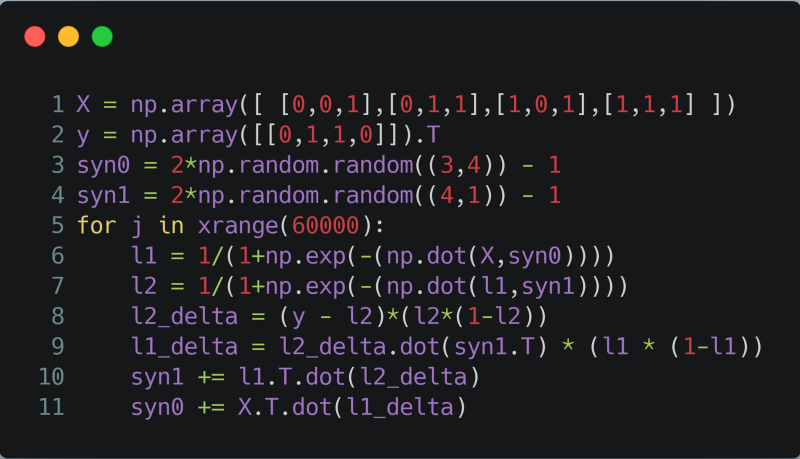 1 X = np.array([ [0,0,1],[0,1,1],[1,0,1],[1,1,1] ])
2 y = np.array([[0,1,1,0]]).T
3 syn0 = 2*np.random.random((3,4)) - 1
4 syn1 = 2*np.random.random((4,1)) - 1
5 for j in xrange(60000):
6     l1 = 1/(1+np.exp(-(np.dot(X,syn0))))
7     l2 = 1/(1+np.exp(-(np.dot(l1,syn1))))
8     l2_delta = (y - l2)*(l2*(1-l2))
9     l1_delta = l2_delta.dot(syn1.T) * (l1 * (1-l1))
10     syn1 += l1.T.dot(l2_delta)
11     syn0 += X.T.dot(l1_delta)